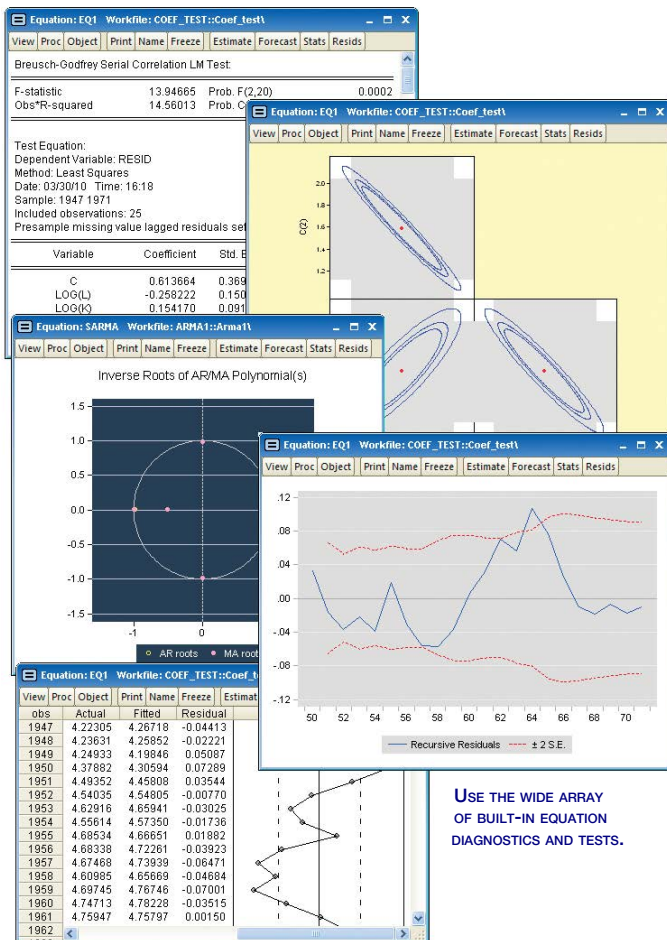 Equation: EQ1 Workfile: COEF_TEST::Coef_test\
View Proc Object Print Name Freeze Estimate Forecast Stats Resids
Breusch-Godfrey Serial Correlation LM Test:
F-statistic 13.94665 Prob. F(2,20) 0.0002
Obs*R-squared 14.56013 Prob. C
Test Equation:
Dependent Variable: RESID
Method: Least Squares
Date: 03/30/10 Time: 16:18
Sample: 1947 1971
Included observations: 25
Presample missing value lagged residuals set
Variable Coefficient Std. E
C 0.613664 0.369
LOG(L) -0.258222 0.150
LOG(K) 0.154170 0.091
Equation: EQ1 Workfile: COEF_TEST::Coef_test\
View Proc Object Print Name Freeze Estimate Forecast Stats Resids
C(2)
2.0
1.8
1.6
1.4
1.2
Equation: SARMA Workfile: ARMA1::Arma1\
View Proc Object Print Name Freeze Estimate Forecast Stats Resids
Inverse Roots of AR/MA Polynomial(s)
1.5
1.0
0.5
0.0
-0.5
-1.0
-1.5
-1 0
AR roots MA root
Equation: EQ1 Workfile: COEF_TEST::Coef_test\
View Proc Object Print Name Freeze Estimate Forecast Stats Resids
.12
.08
.04
.00
-.04
-.08
-.12
50 52 54 56 58 60 62 64 66 68 70
Recursive Residuals ± 2 S.E.
Equation: EQ1 Workfile: COEF_TEST::Coef_t
View Proc Object Print Name Freeze Estimat
obs Actual Fitted Residual
1947 4.22305 4.26718 -0.04413
1948 4.23631 4.25852 -0.02221
1949 4.24933 4.19846 0.05087
1950 4.37882 4.30594 0.07289
1951 4.49352 4.45808 0.03544
1952 4.54035 4.54805 -0.00770
1953 4.62916 4.65941 -0.03025
1954 4.55614 4.57350 -0.01736
1955 4.68534 4.66651 0.01882
1956 4.68338 4.72261 -0.03923
1957 4.67468 4.73939 -0.06471
1958 4.60985 4.65669 -0.04684
1959 4.69745 4.76746 -0.07001
1960 4.74713 4.78228 -0.03515
1961 4.75947 4.75797 0.00150
1962
USE THE WIDE ARRAY
OF BUILT-IN EQUATION
DIAGNOSTICS AND TESTS.